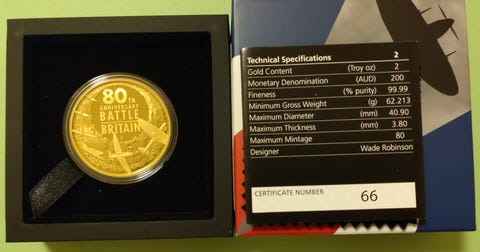 80TH
ANNIVERSARY
BATTLE
OF
BRITAIN
Technical Specifications 2
Gold Content (Troy oz) 2
Monetary Denomination (AUD) 200
Fineness (% purity) 99.99
Minimum Gross Weight (g) 62.213
Maximum Diameter (mm) 40.90
Maximum Thickness (mm) 3.80
Maximum Mintage 80
Designer Wade Robinson
CERTIFICATE NUMBER 66